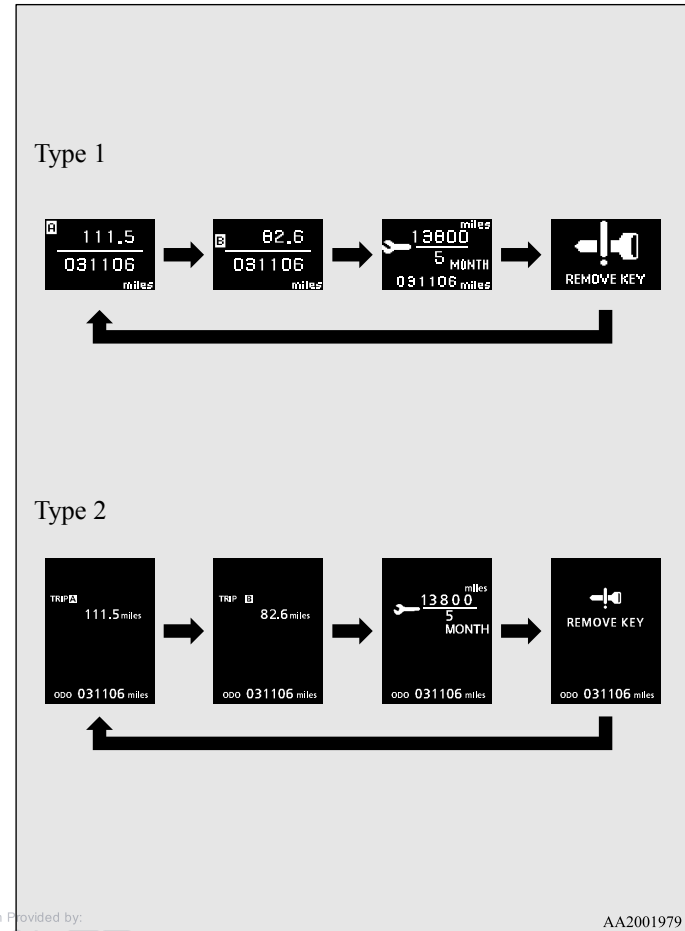 Type 1
A 111.5
031106
miles
B 82.6
031106
miles
miles
13800
5 MONTH
031106 miles
REMOVE KEY
Type 2
TRIP A
111.5 miles
ODO 031106 miles
TRIP B
82.6 miles
ODO 031106 miles
miles
13800
5
MONTH
ODO 031106 miles
REMOVE KEY
ODO 031106 miles
n Provided by:
AA2001979